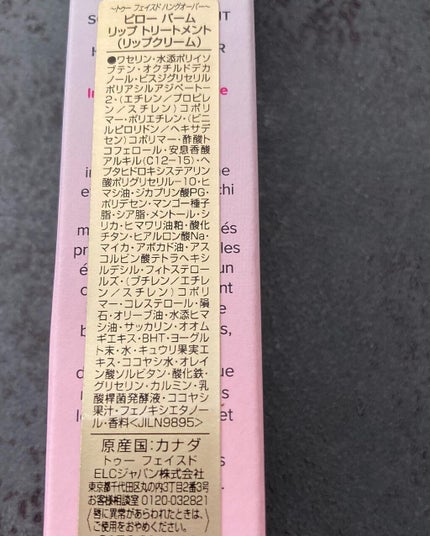 ～トゥー フェイスド ハングオーバー～
ピロー バーム
リップ トリートメント
(リップクリーム)
●ワセリン・水添ポリイソ
ブテン・オクチルドデカ
ノール・ビスジグリセリル
ポリアシルアジペート－
2・(エチレン/プロピレ
ン/スチレン)コポリ
マー・ポリエチレン・(ビニ
ルピロリドン/ヘキサデ
セン)コポリマー・酢酸ト
コフェロール・安息香酸
アルキル(C12－15)・ヘ
プタヒドロキシステアリン
酸ポリグリセリル－10・ヒ
マシ油・ジカプリン酸PG・
ポリデセン・マンゴー種子
脂・シア脂・メントール・シ
リカ・ヒマワリ油粕・酸化
チタン・ヒアルロン酸Na・
マイカ・アボカド油・アス
コルビン酸テトラヘキシ
ルデシル・フィトステロー
ルズ・(ブチレン/エチレ
ン/スチレン)コポリ
マー・コレステロール・隕
石・オリーブ油・水添ヒマ
シ油・サッカリン・オオム
ギエキス・BHT・ヨーグル
ト末・水・キュウリ果実エ
キス・ココヤシ水・オレイ
ン酸ソルビタン・酸化鉄・
グリセリン・カルミン・乳
酸桿菌発酵液・ココヤシ
果汁・フェノキシエタノー
ル・香料<JILN9895>
原産国：カナダ
トゥー フェイスド
ELCジャパン株式会社
東京都千代田区丸の内3丁目2番3号
お客様相談室 0120-032821
唇に異常があらわれたときは、
ご使用をおやめください。